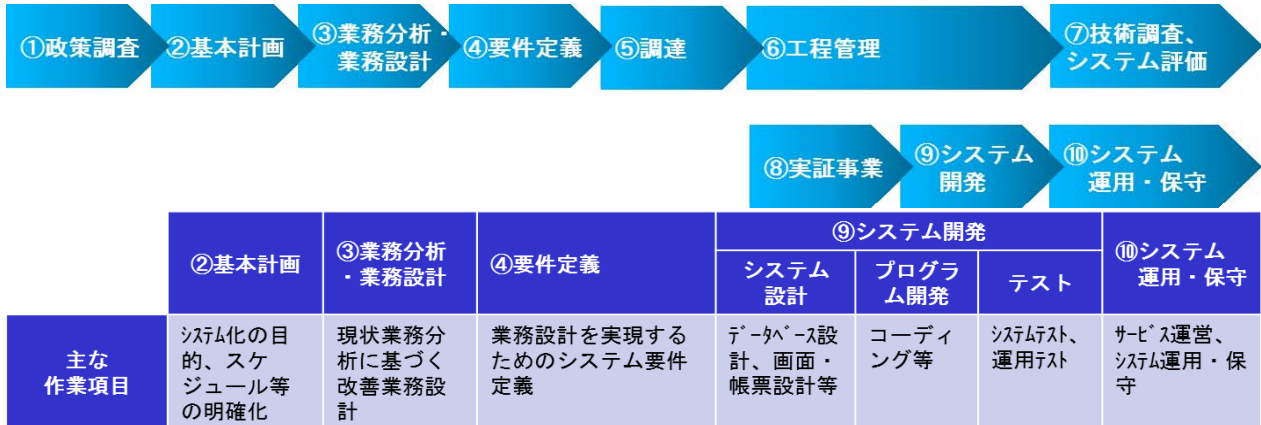 ①政策調査
②基本計画
③業務分析・
業務設計
④要件定義
⑤調達
⑥工程管理
⑦技術調査、
システム評価
⑧実証事業
⑨システム
開発
⑩システム
運用・保守
②基本計画
③業務分析
・業務設計
④要件定義
⑨システム開発
システム
設計
プログラ
ム開発
テスト
⑩システム
運用・保守
主な
作業項目
ｼｽﾃﾑ化の目
的、スケ
ジュール等
の明確化
現状業務分
析に基づく
改善業務設
計
業務設計を実現する
ためのシステム要件
定義
ﾃﾞｰﾀﾍﾞｰｽ設
計、画面・
帳票設計等
コーディ
ング等
ｼｽﾃﾑﾃｽﾄ、
運用ﾃｽﾄ
ｻｰﾋﾞｽ運営、
ｼｽﾃﾑ運用・保
守